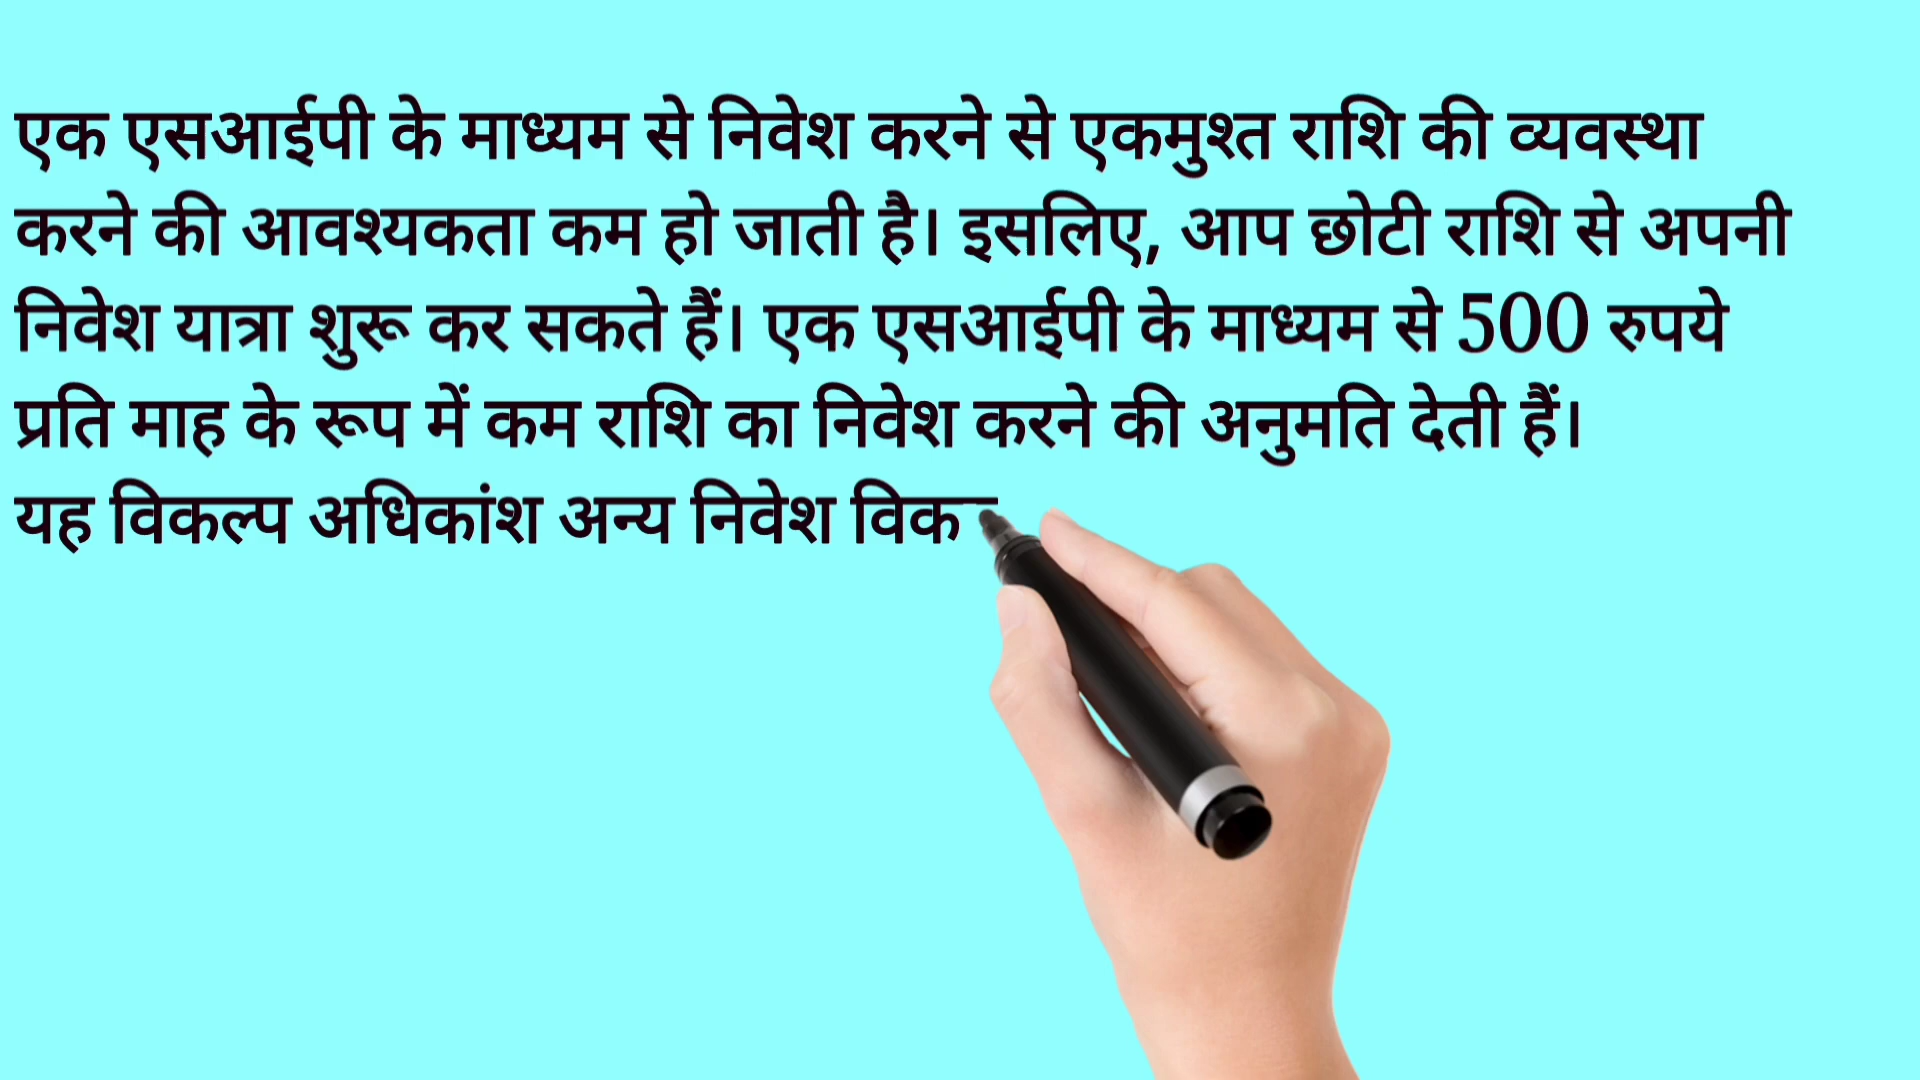 एक एसआईपी के माध्यम से निवेश करने से एकमुश्त राशि की व्यवस्था
करने की आवश्यकता कम हो जाती है। इसलिए, आप छोटी राशि से अपनी
निवेश यात्रा शुरू कर सकते हैं। एक एसआईपी के माध्यम से 500 रुपये
प्रति माह के रूप में कम राशि का निवेश करने की अनुमति देती हैं।
यह विकल्प अधिकांश अन्य निवेश